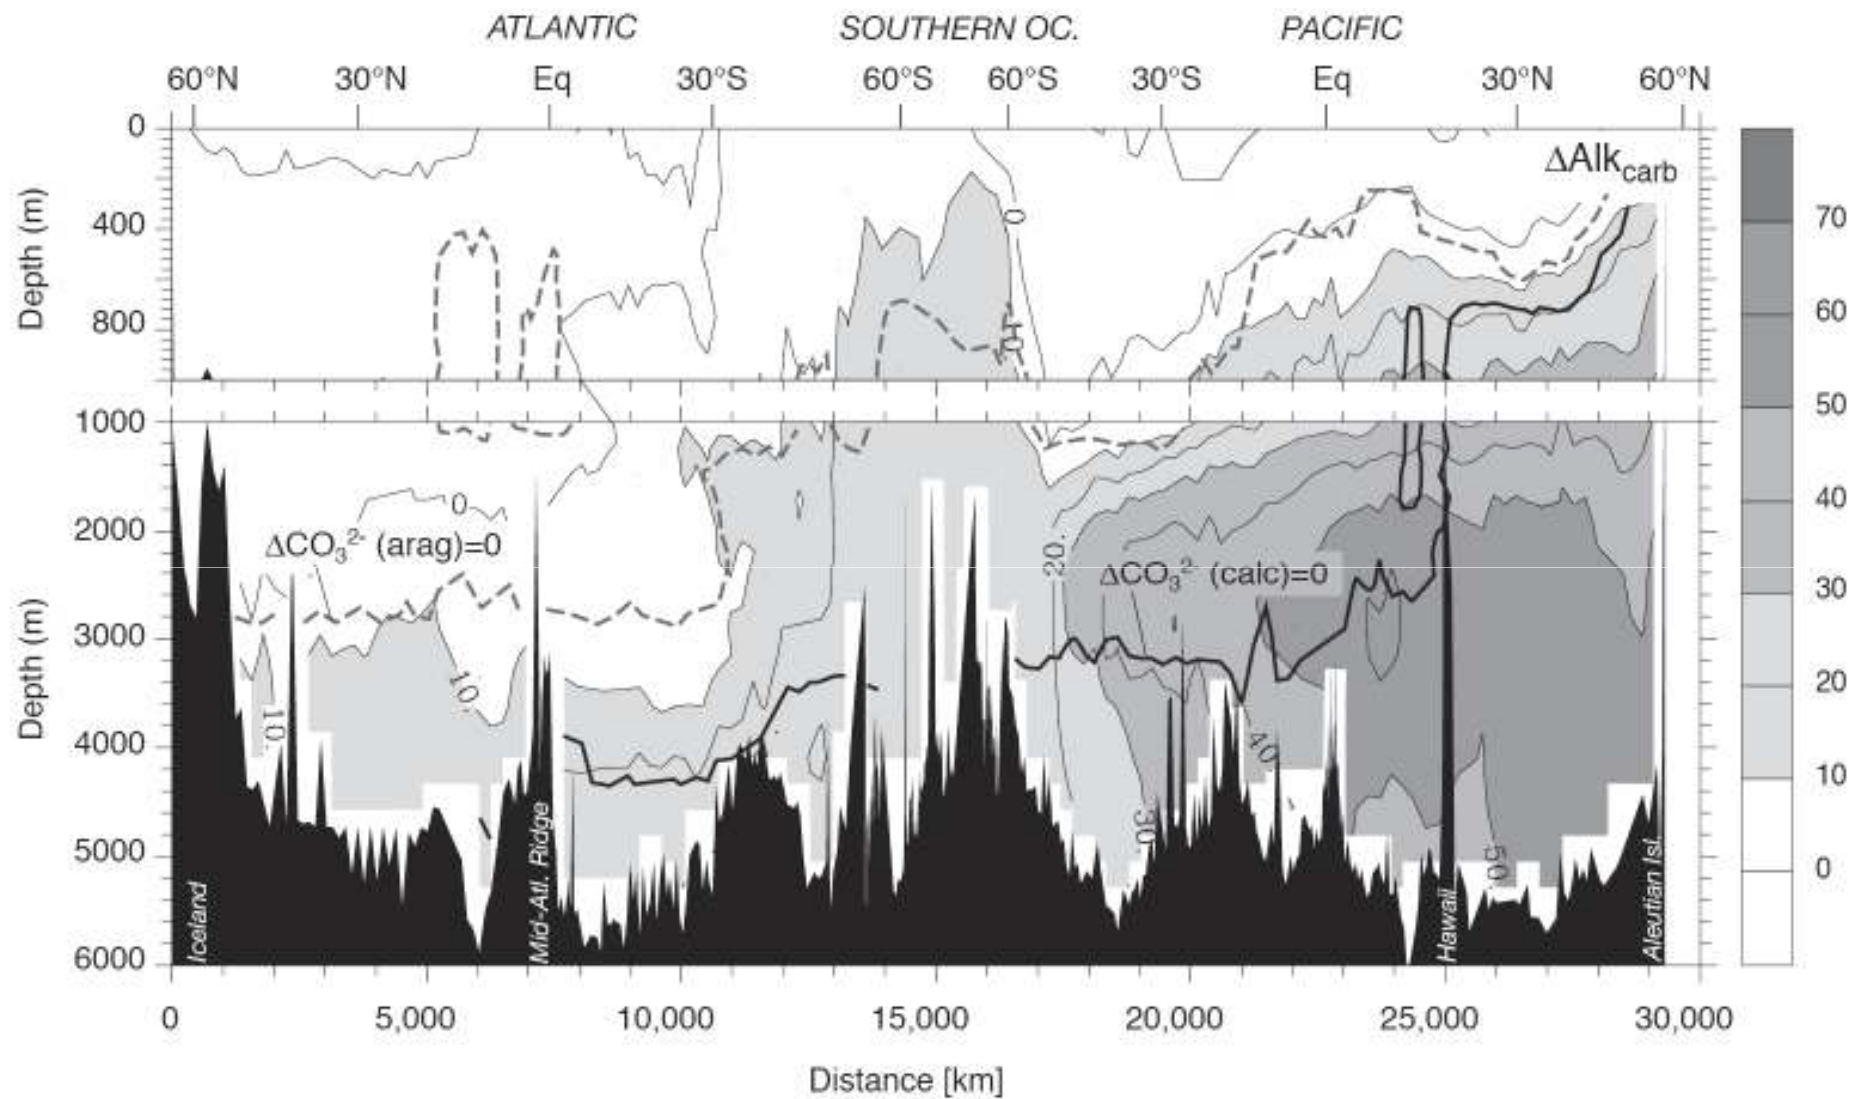 ATLANTIC SOUTHERN OC. PACIFIC
60°N 30°N Eq 30°S 60°S 60°S 30°S Eq 30°N 60°N
ΔAlkcarb
Depth (m)
0
400
800
0
10
1000
2000
3000
4000
5000
6000
Depth (m)
0
ΔCO₃²⁻ (arag)=0
ΔCO₃²⁻ (calc)=0
20.
10.
10.
40
30.
50.
Iceland
Mid-Atl. Ridge
Hawaii
Aleutian Isl.
0 5,000 10,000 15,000 20,000 25,000 30,000
Distance [km]
70
60
50
40
30
20
10
0